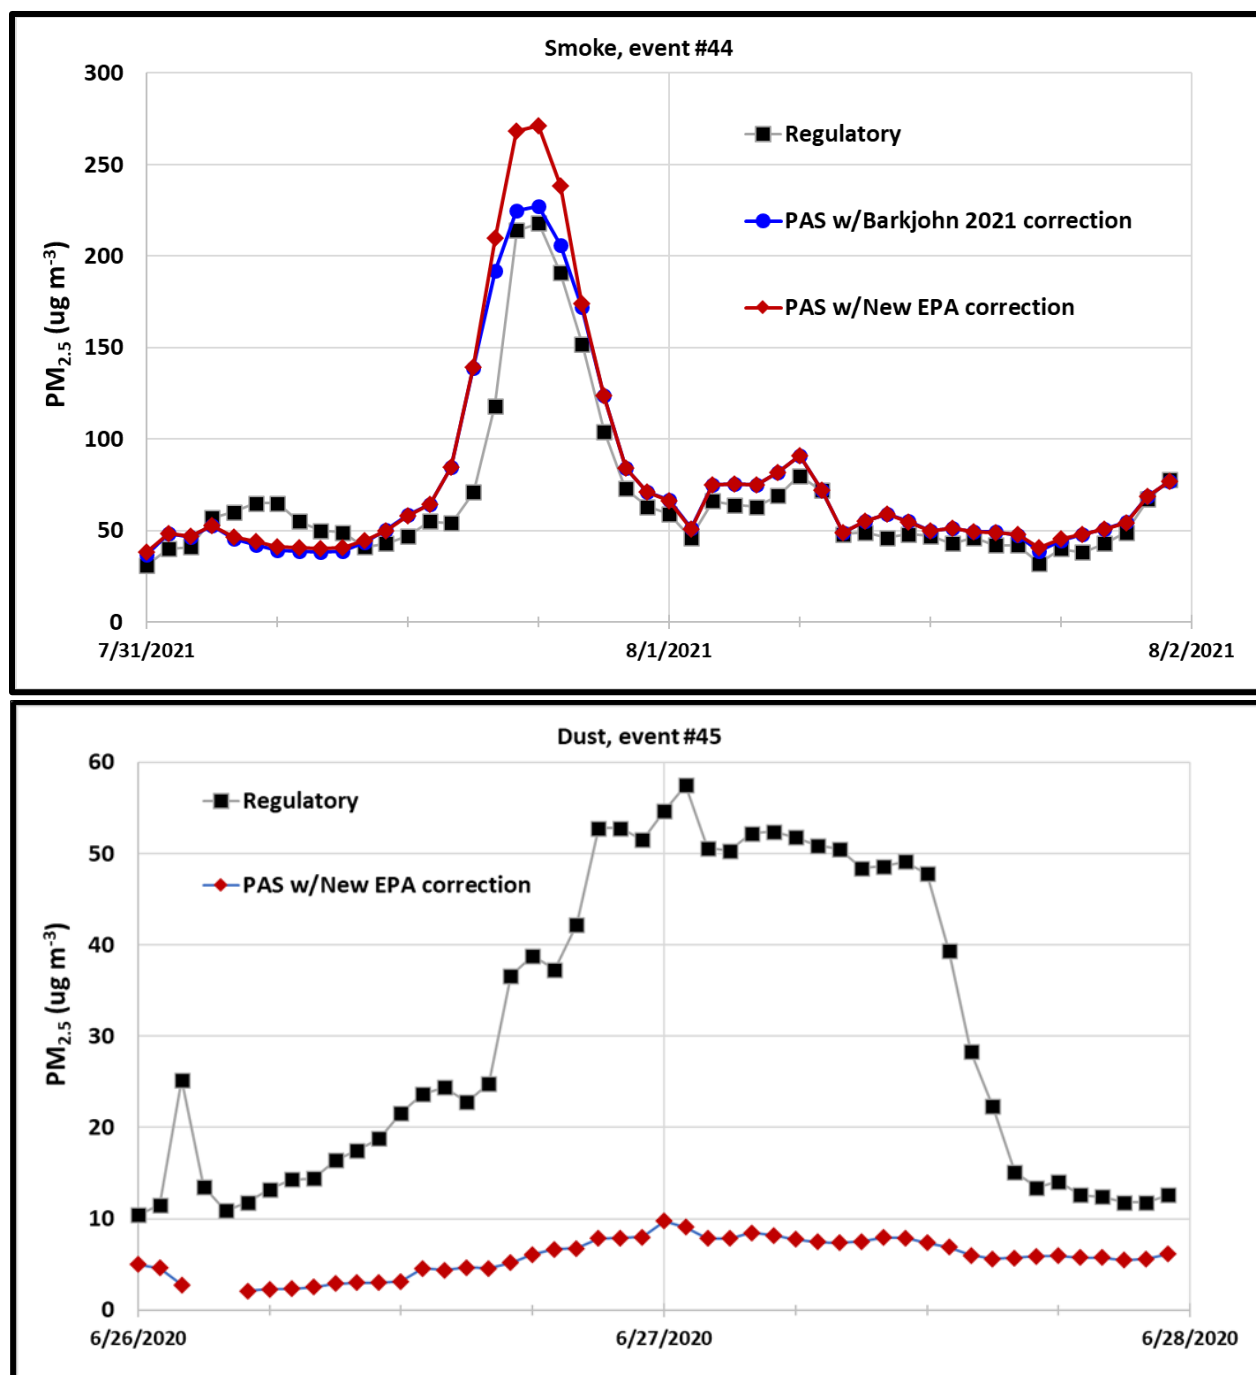 Smoke, event #44
300
250
200
150
100
50
0
PM2.5 (ug m-3)
Regulatory
PAS w/Barkjohn 2021 correction
PAS w/New EPA correction
7/31/2021
8/1/2021
8/2/2021
Dust, event #45
60
50
40
30
20
10
0
PM2.5 (ug m-3)
Regulatory
PAS w/New EPA correction
6/26/2020
6/27/2020
6/28/2020